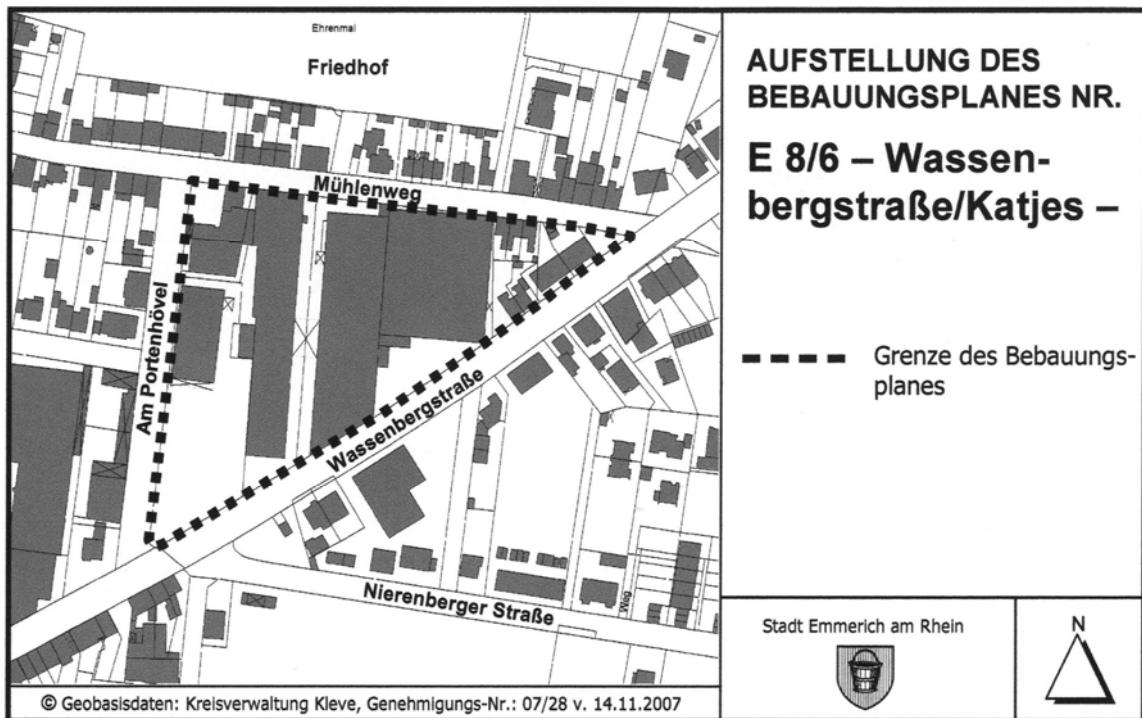 Ehrenmal
Friedhof
Mühlenweg
Am Portenhövel
Wassenbergstraße
Nierenberger Straße
Weg
© Geobasisdaten: Kreisverwaltung Kleve, Genehmigungs-Nr.: 07/28 v. 14.11.2007
AUFSTELLUNG DES
BEBAUUNGSPLANES NR.
E 8/6 – Wassen-
bergstraße/Katjes –
Grenze des Bebauungs-
planes
Stadt Emmerich am Rhein
N